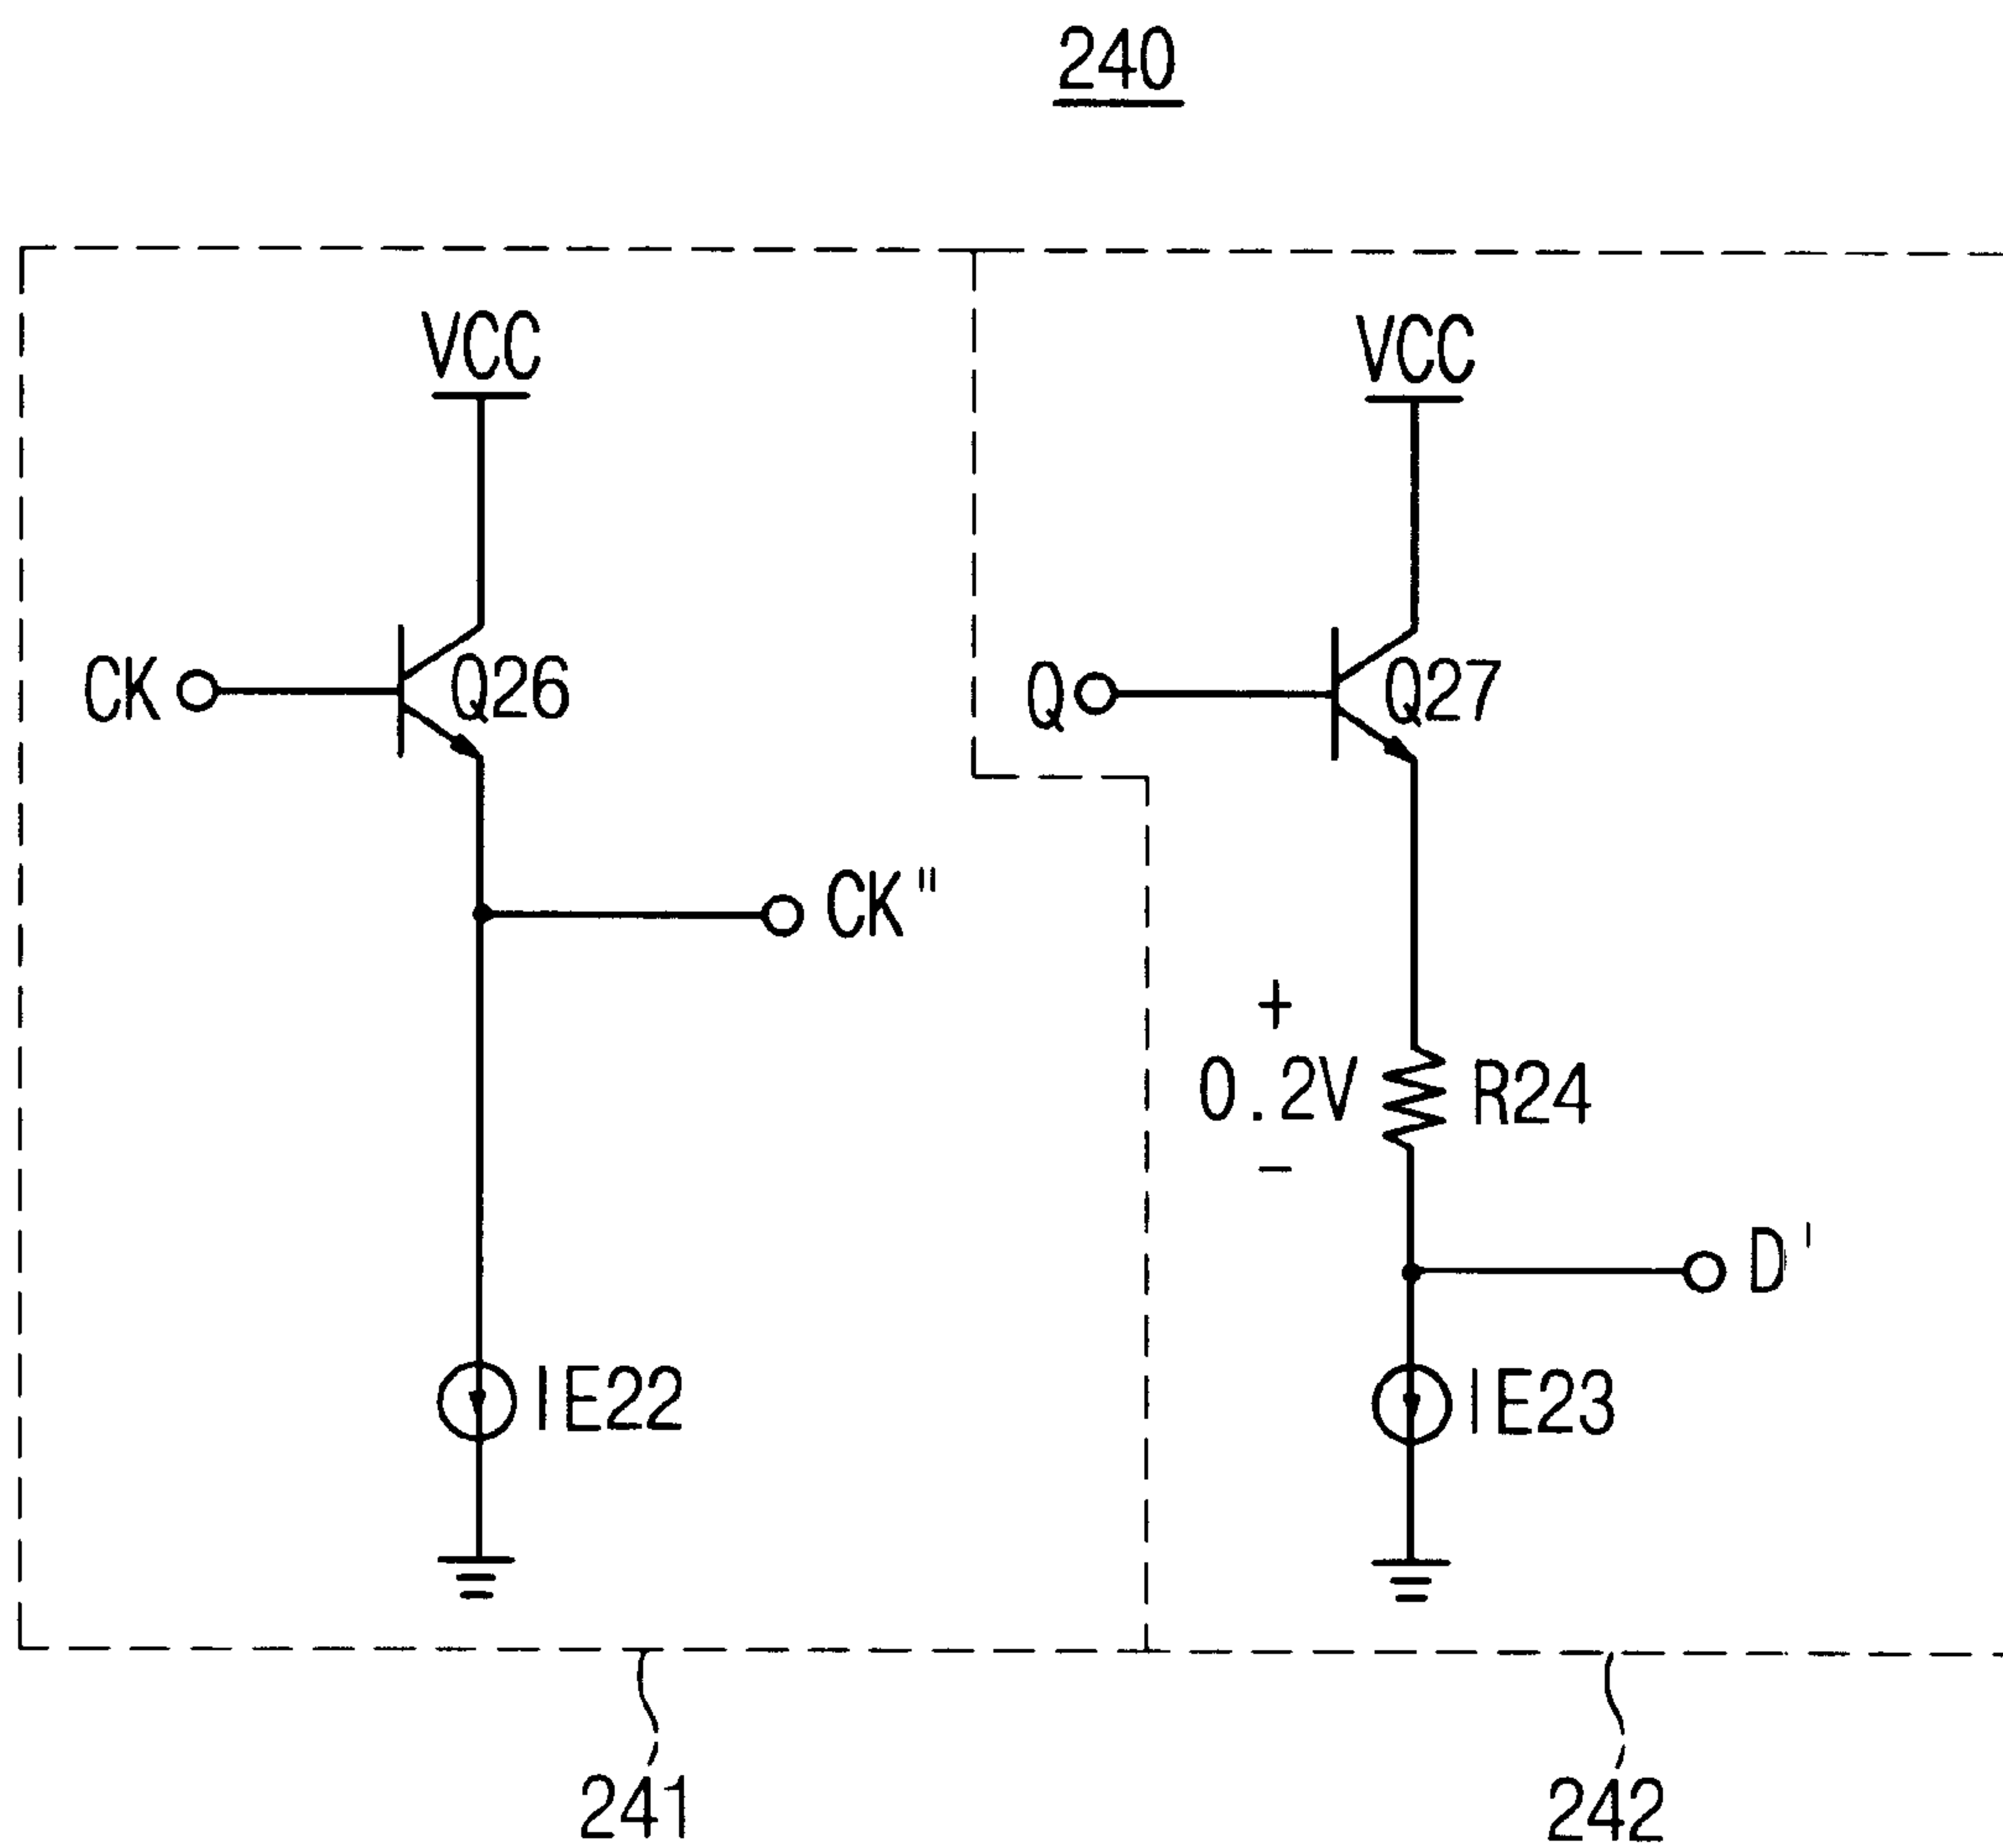 240
VCC
VCC
CK
Q26
Q
Q27
CK"
+
0.2V
-
R24
D'
IE22
IE23
241
242